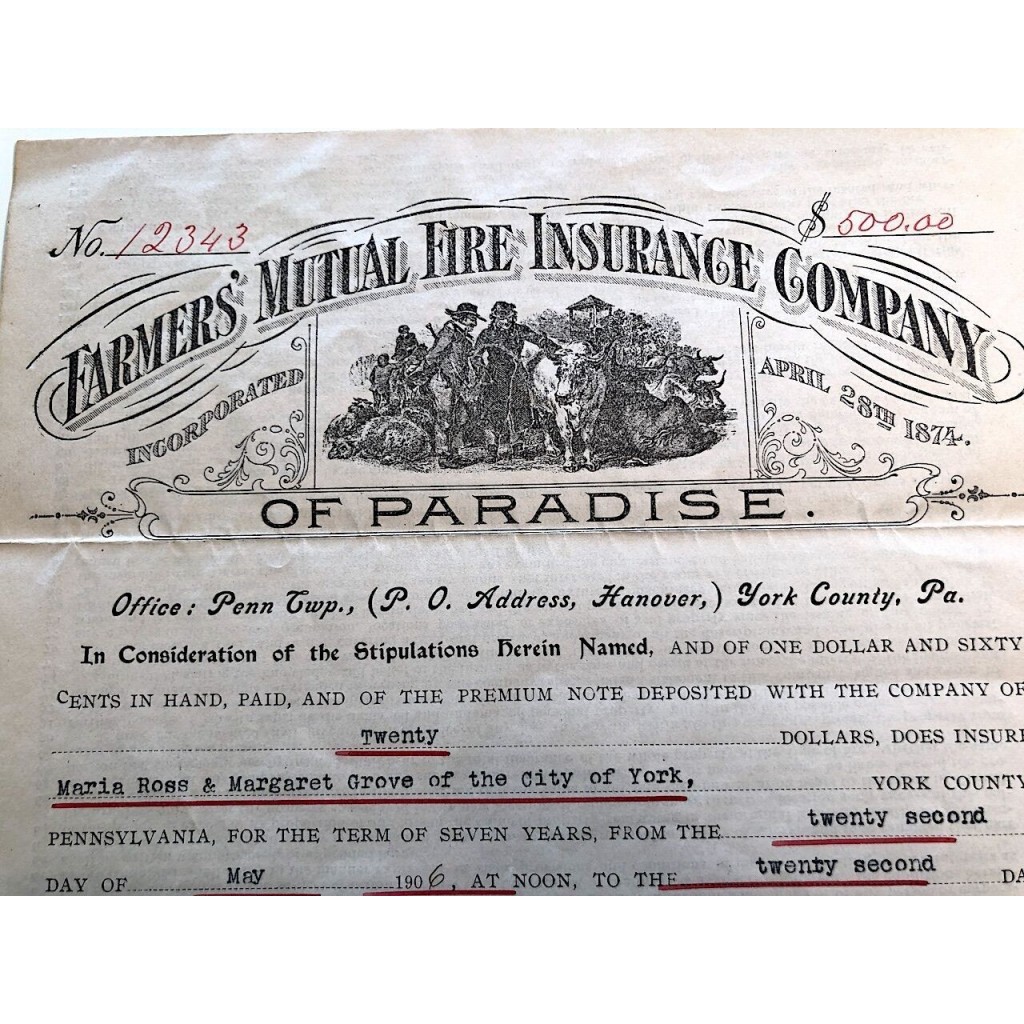 No. 12343
$ 500.00
FARMERS' MUTUAL FIRE INSURANCE COMPANY
INCORPORATED
APRIL 28TH 1874.
OF PARADISE.
Office: Penn Twp., (P. O. Address, Hanover,) York County, Pa.
In Consideration of the Stipulations Herein Named, AND OF ONE DOLLAR AND SIXTY
CENTS IN HAND, PAID, AND OF THE PREMIUM NOTE DEPOSITED WITH THE COMPANY OF
Twenty DOLLARS, DOES INSURE
Maria Ross & Margaret Grove of the City of York, YORK COUNTY
PENNSYLVANIA, FOR THE TERM OF SEVEN YEARS, FROM THE twenty second
DAY OF May 1906, AT NOON, TO THE twenty second DA